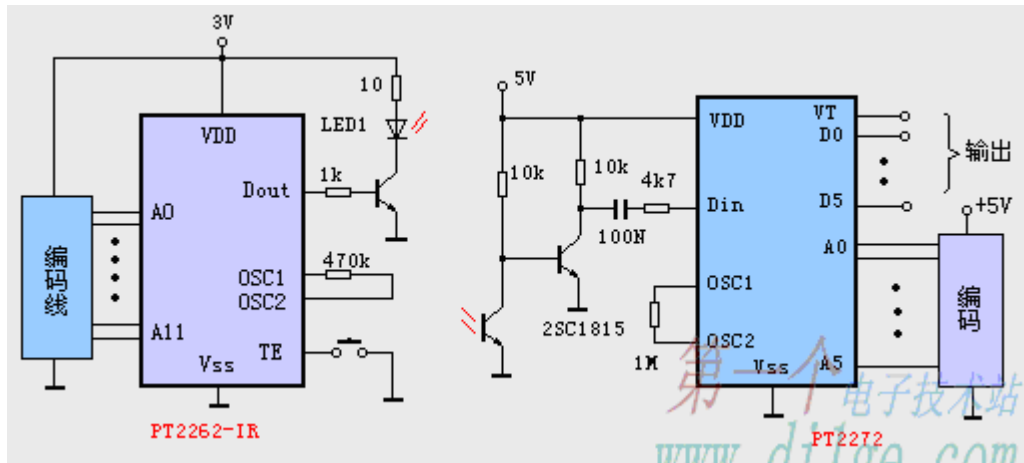 3V
10
LED1
VDD
1k
Dout
A0
编码线
470k
OSC1
OSC2
A11
TE
Vss
PT2262-IR
5V
10k
10k
4k7
100N
2SC1815
1M
VDD
VT
D0
输出
Din
D5
+5V
A0
编码
OSC1
OSC2
Vss
A5
PT2272
第一个电子技术站
www.dilge.com